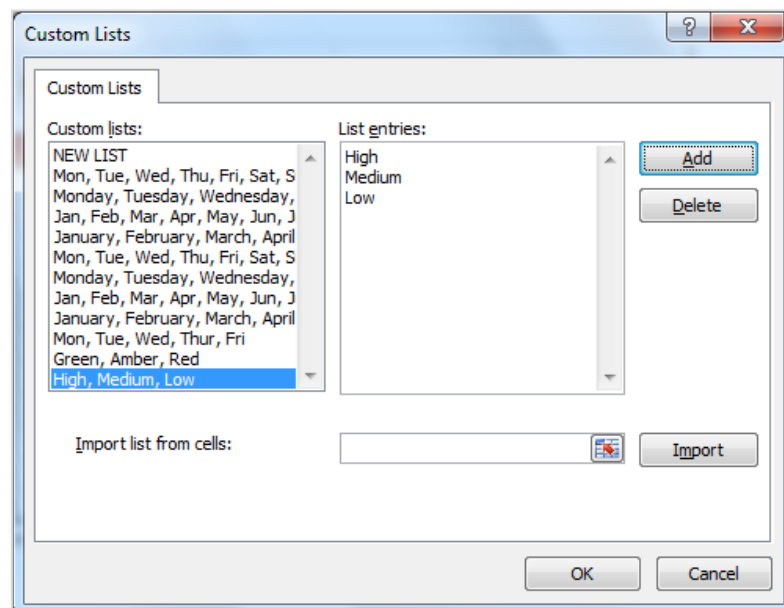 Custom Lists
Custom Lists
Custom lists:
NEW LIST
Mon, Tue, Wed, Thu, Fri, Sat, S
Monday, Tuesday, Wednesday,
Jan, Feb, Mar, Apr, May, Jun, J
January, February, March, April
Mon, Tue, Wed, Thu, Fri, Sat, S
Monday, Tuesday, Wednesday,
Jan, Feb, Mar, Apr, May, Jun, J
January, February, March, April
Mon, Tue, Wed, Thur, Fri
Green, Amber, Red
High, Medium, Low
List entries:
High
Medium
Low
Add
Delete
Import list from cells:
Import
OK
Cancel